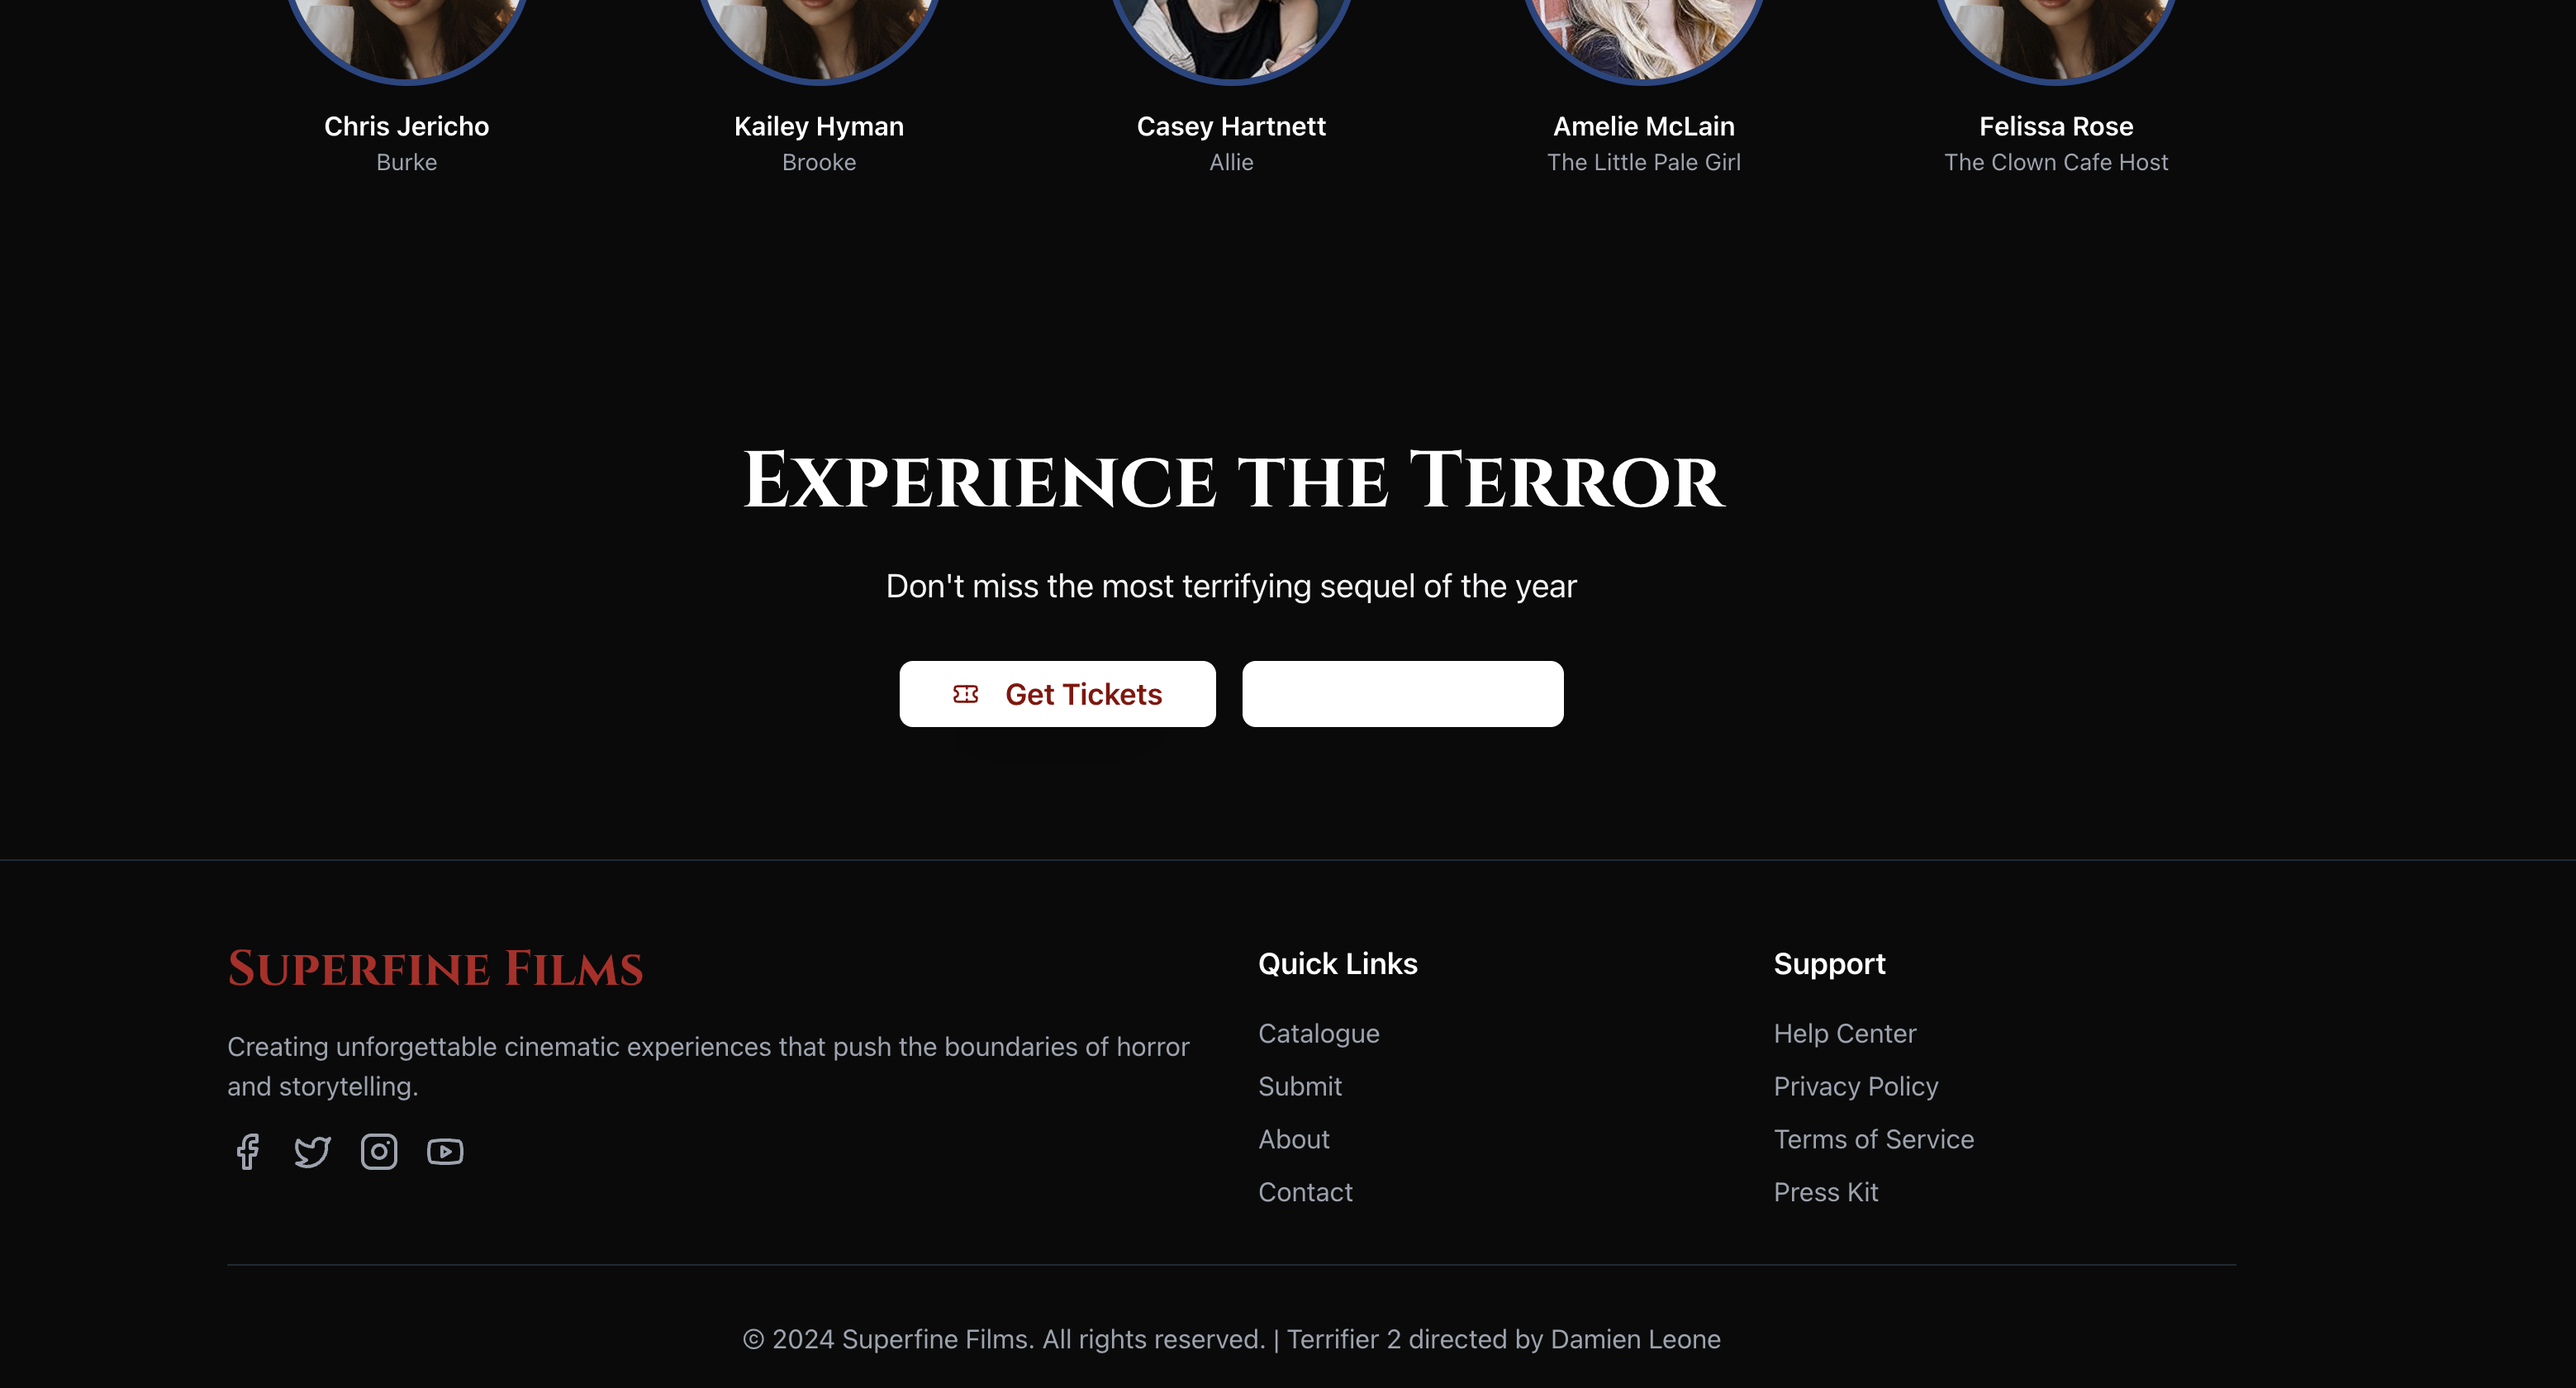 Chris Jericho
Burke
Kailey Hyman
Brooke
Casey Hartnett
Allie
Amelie McLain
The Little Pale Girl
Felissa Rose
The Clown Cafe Host
Experience the Terror
Don't miss the most terrifying sequel of the year
Get Tickets
Superfine Films
Creating unforgettable cinematic experiences that push the boundaries of horror
and storytelling.
Quick Links
Catalogue
Submit
About
Contact
Support
Help Center
Privacy Policy
Terms of Service
Press Kit
© 2024 Superfine Films. All rights reserved. | Terrifier 2 directed by Damien Leone